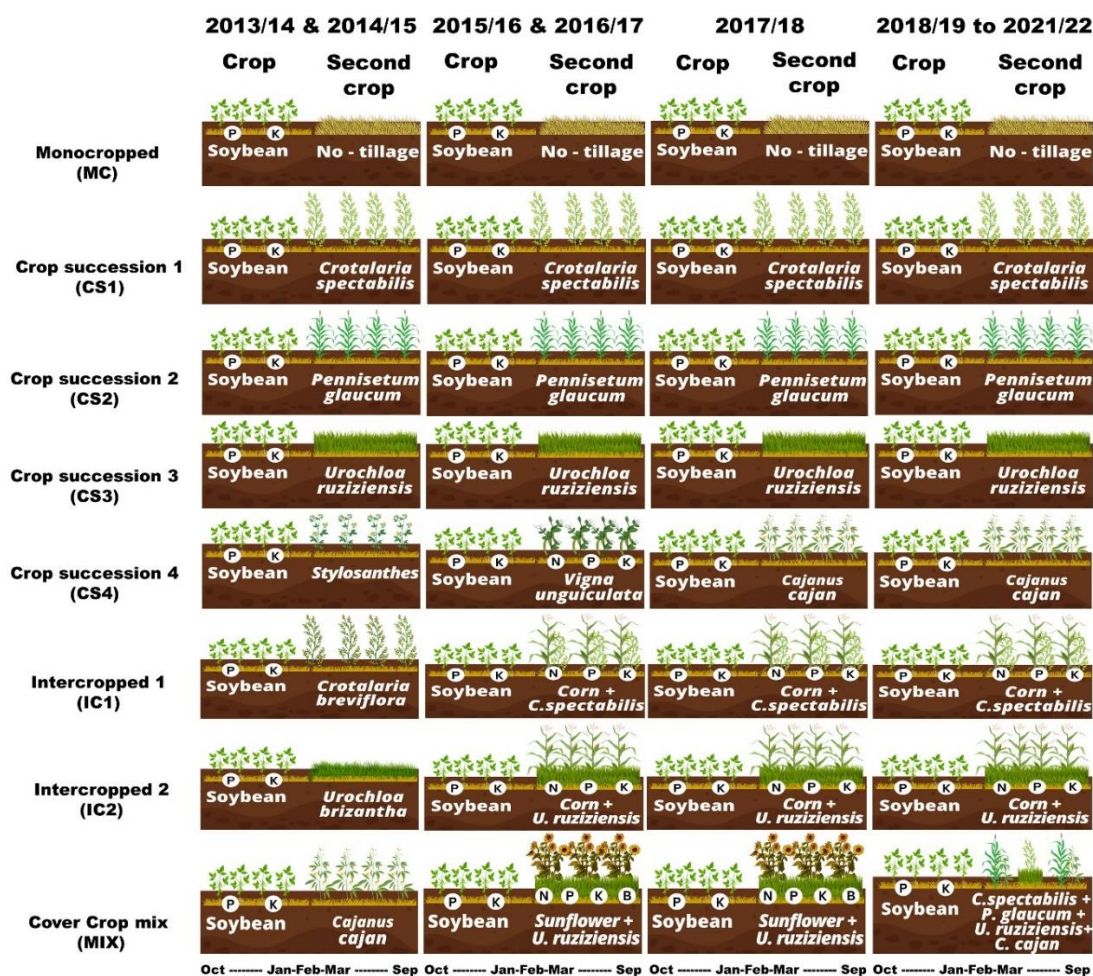 2013/14 & 2014/15 2015/16 & 2016/17 2017/18 2018/19 to 2021/22
Crop Second crop Crop Second crop Crop Second crop Crop Second crop
Monocropped (MC)
P K P K P K P K
Soybean No - tillage Soybean No - tillage Soybean No - tillage Soybean No - tillage
Crop succession 1 (CS1)
P K P K P K P K
Soybean Crotalaria spectabilis Soybean Crotalaria spectabilis Soybean Crotalaria spectabilis Soybean Crotalaria spectabilis
Crop succession 2 (CS2)
P K P K P K P K
Soybean Pennisetum glaucum Soybean Pennisetum glaucum Soybean Pennisetum glaucum Soybean Pennisetum glaucum
Crop succession 3 (CS3)
P K P K P K P K
Soybean Urochloa ruziziensis Soybean Urochloa ruziziensis Soybean Urochloa ruziziensis Soybean Urochloa ruziziensis
Crop succession 4 (CS4)
P K P K N P K P K P K
Soybean Stylosanthes Soybean Vigna unguiculata Soybean Cajanus cajan Soybean Cajanus cajan
Intercropped 1 (IC1)
P K P K N P K P K N P K P K N P K
Soybean Crotalaria breviflora Soybean Corn + C.spectabilis Soybean Corn + C.spectabilis Soybean Corn + C.spectabilis
Intercropped 2 (IC2)
P K P K N P K P K N P K P K N P K
Soybean Urochloa brizantha Soybean Corn + U. ruziziensis Soybean Corn + U. ruziziensis Soybean Corn + U. ruziziensis
Cover Crop mix (MIX)
P K P K N P K B P K N P K B P K
Soybean Cajanus cajan Soybean Sunflower + U. ruziziensis Soybean Sunflower + U. ruziziensis Soybean C.spectabilis + P. glaucum + U. ruziziensis+ C. cajan
Oct -------- Jan-Feb-Mar -------- Sep Oct -------- Jan-Feb-Mar -------- Sep Oct -------- Jan-Feb-Mar -------- Sep Oct -------- Jan-Feb-Mar -------- Sep